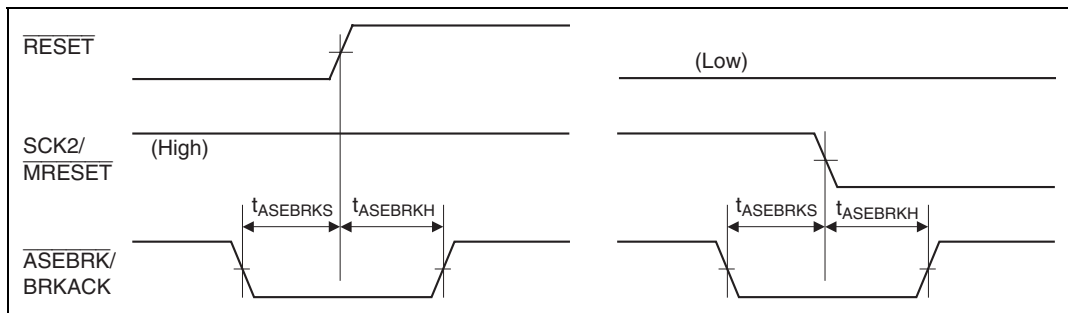 RESET
(Low)
SCK2/
MRESET
(High)
tASEBRKS
tASEBRKH
tASEBRKS
tASEBRKH
ASEBRK/
BRKACK